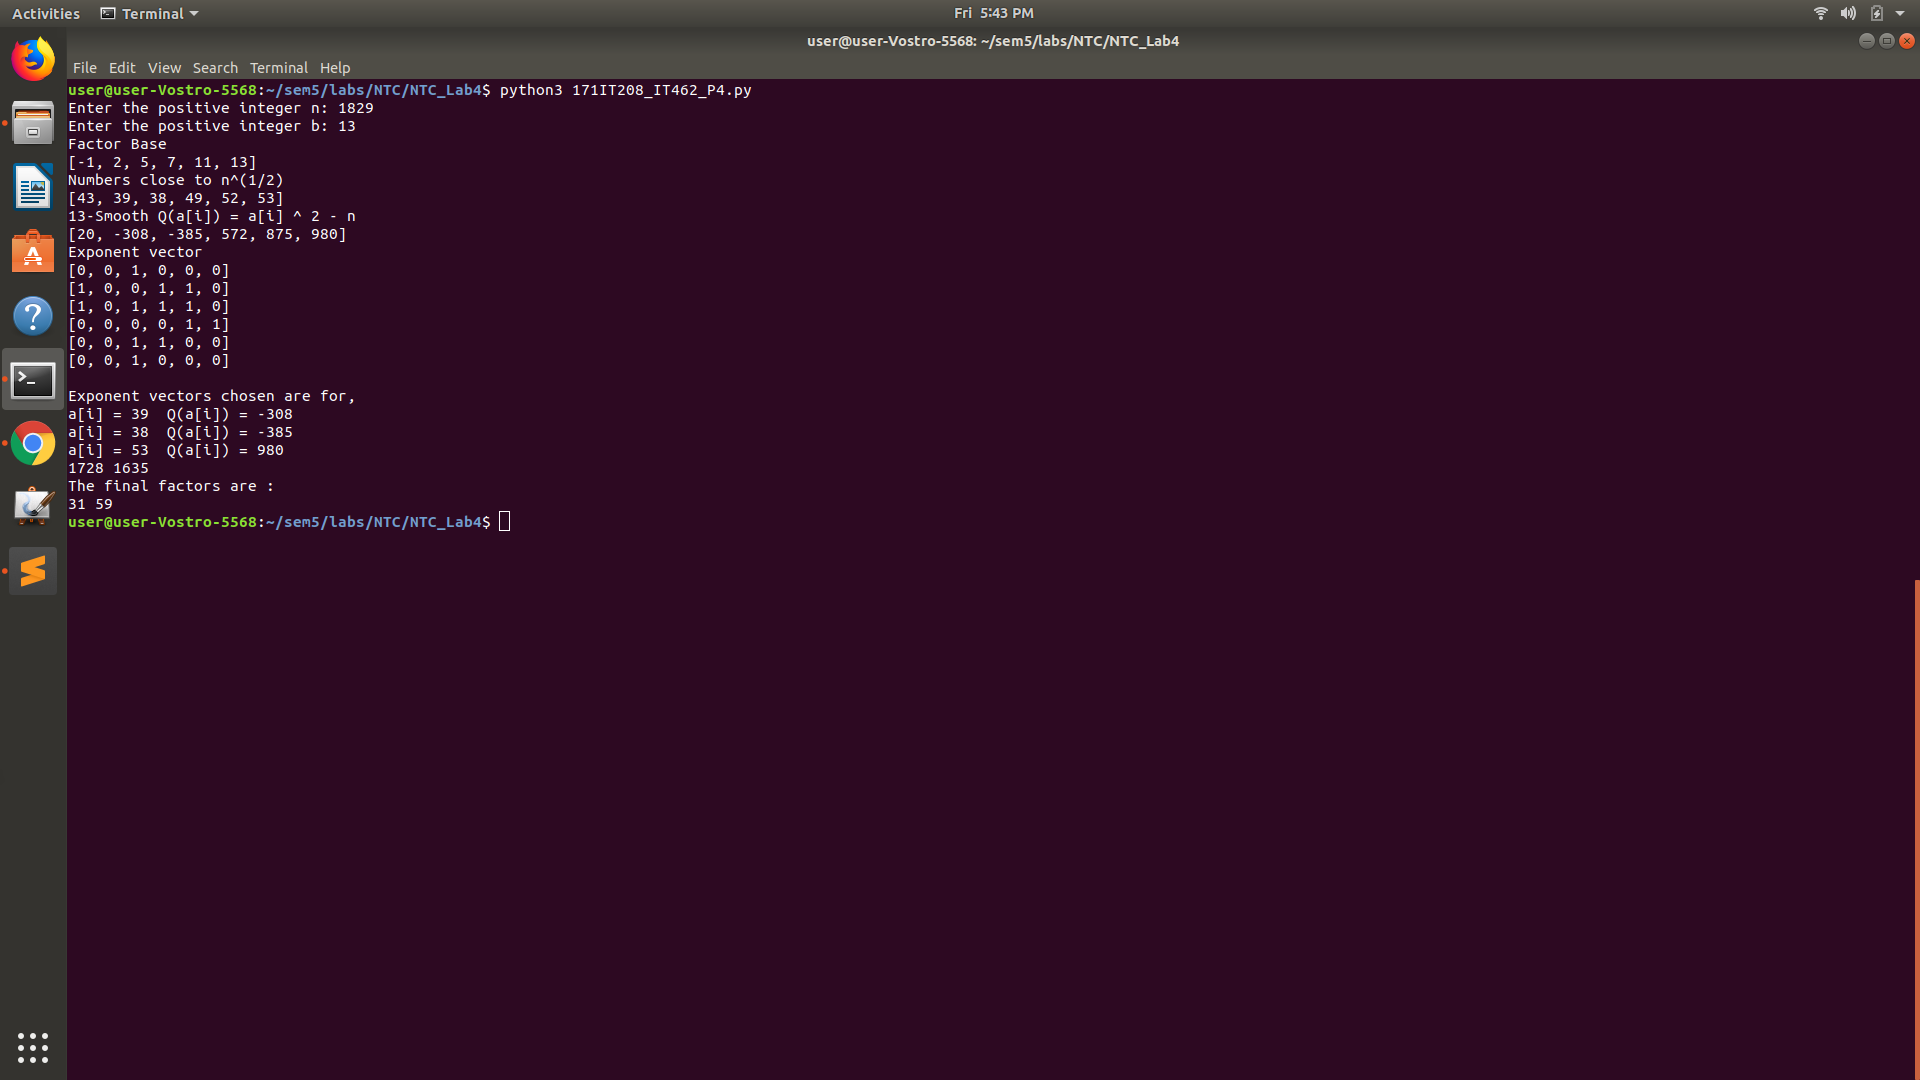 Activities Terminal Fri 5:43 PM
user@user-Vostro-5568: ~/sem5/labs/NTC/NTC_Lab4
File Edit View Search Terminal Help
user@user-Vostro-5568:~/sem5/labs/NTC/NTC_Lab4$ python3 171IT208_IT462_P4.py
Enter the positive integer n: 1829
Enter the positive integer b: 13
Factor Base
[-1, 2, 5, 7, 11, 13]
Numbers close to n^(1/2)
[43, 39, 38, 49, 52, 53]
13-Smooth Q(a[i]) = a[i] ^ 2 - n
[20, -308, -385, 572, 875, 980]
Exponent vector
[0, 0, 1, 0, 0, 0]
[1, 0, 0, 1, 1, 0]
[1, 0, 1, 1, 1, 0]
[0, 0, 0, 0, 1, 1]
[0, 0, 1, 1, 0, 0]
[0, 0, 1, 0, 0, 0]
Exponent vectors chosen are for,
a[i] = 39  Q(a[i]) = -308
a[i] = 38  Q(a[i]) = -385
a[i] = 53  Q(a[i]) = 980
1728 1635
The final factors are :
31 59
user@user-Vostro-5568:~/sem5/labs/NTC/NTC_Lab4$